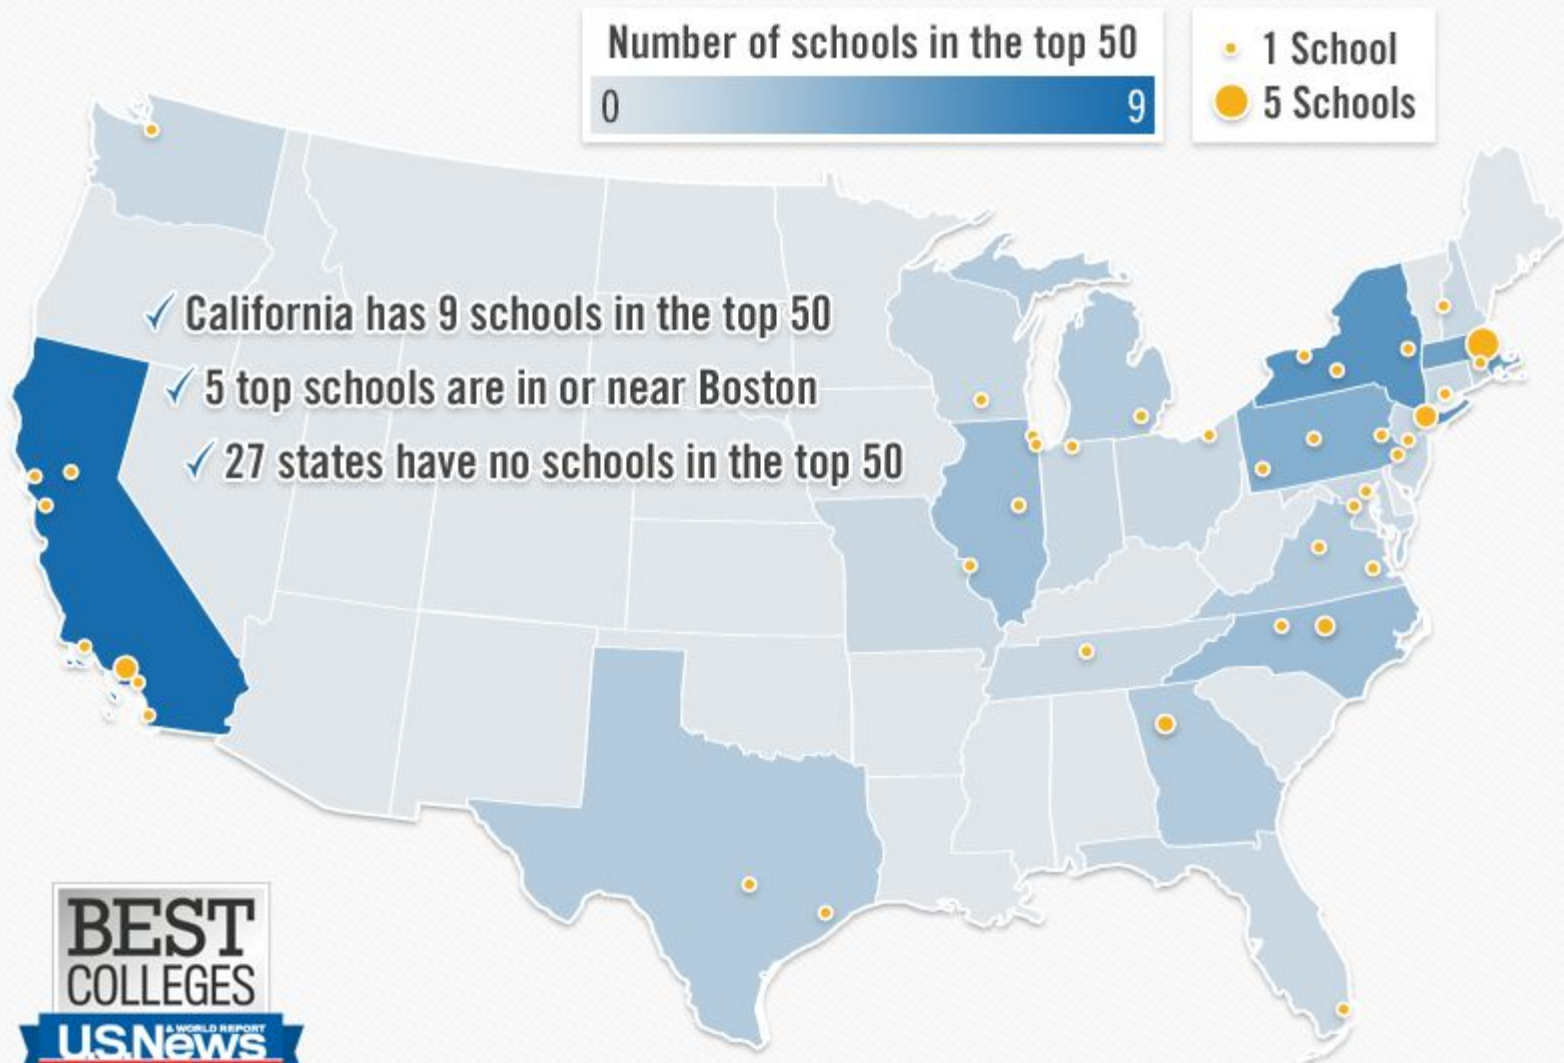 Number of schools in the top 50
0 9
1 School
5 Schools
✓ California has 9 schools in the top 50
✓ 5 top schools are in or near Boston
✓ 27 states have no schools in the top 50
BEST
COLLEGES
U.S.News
& WORLD REPORT